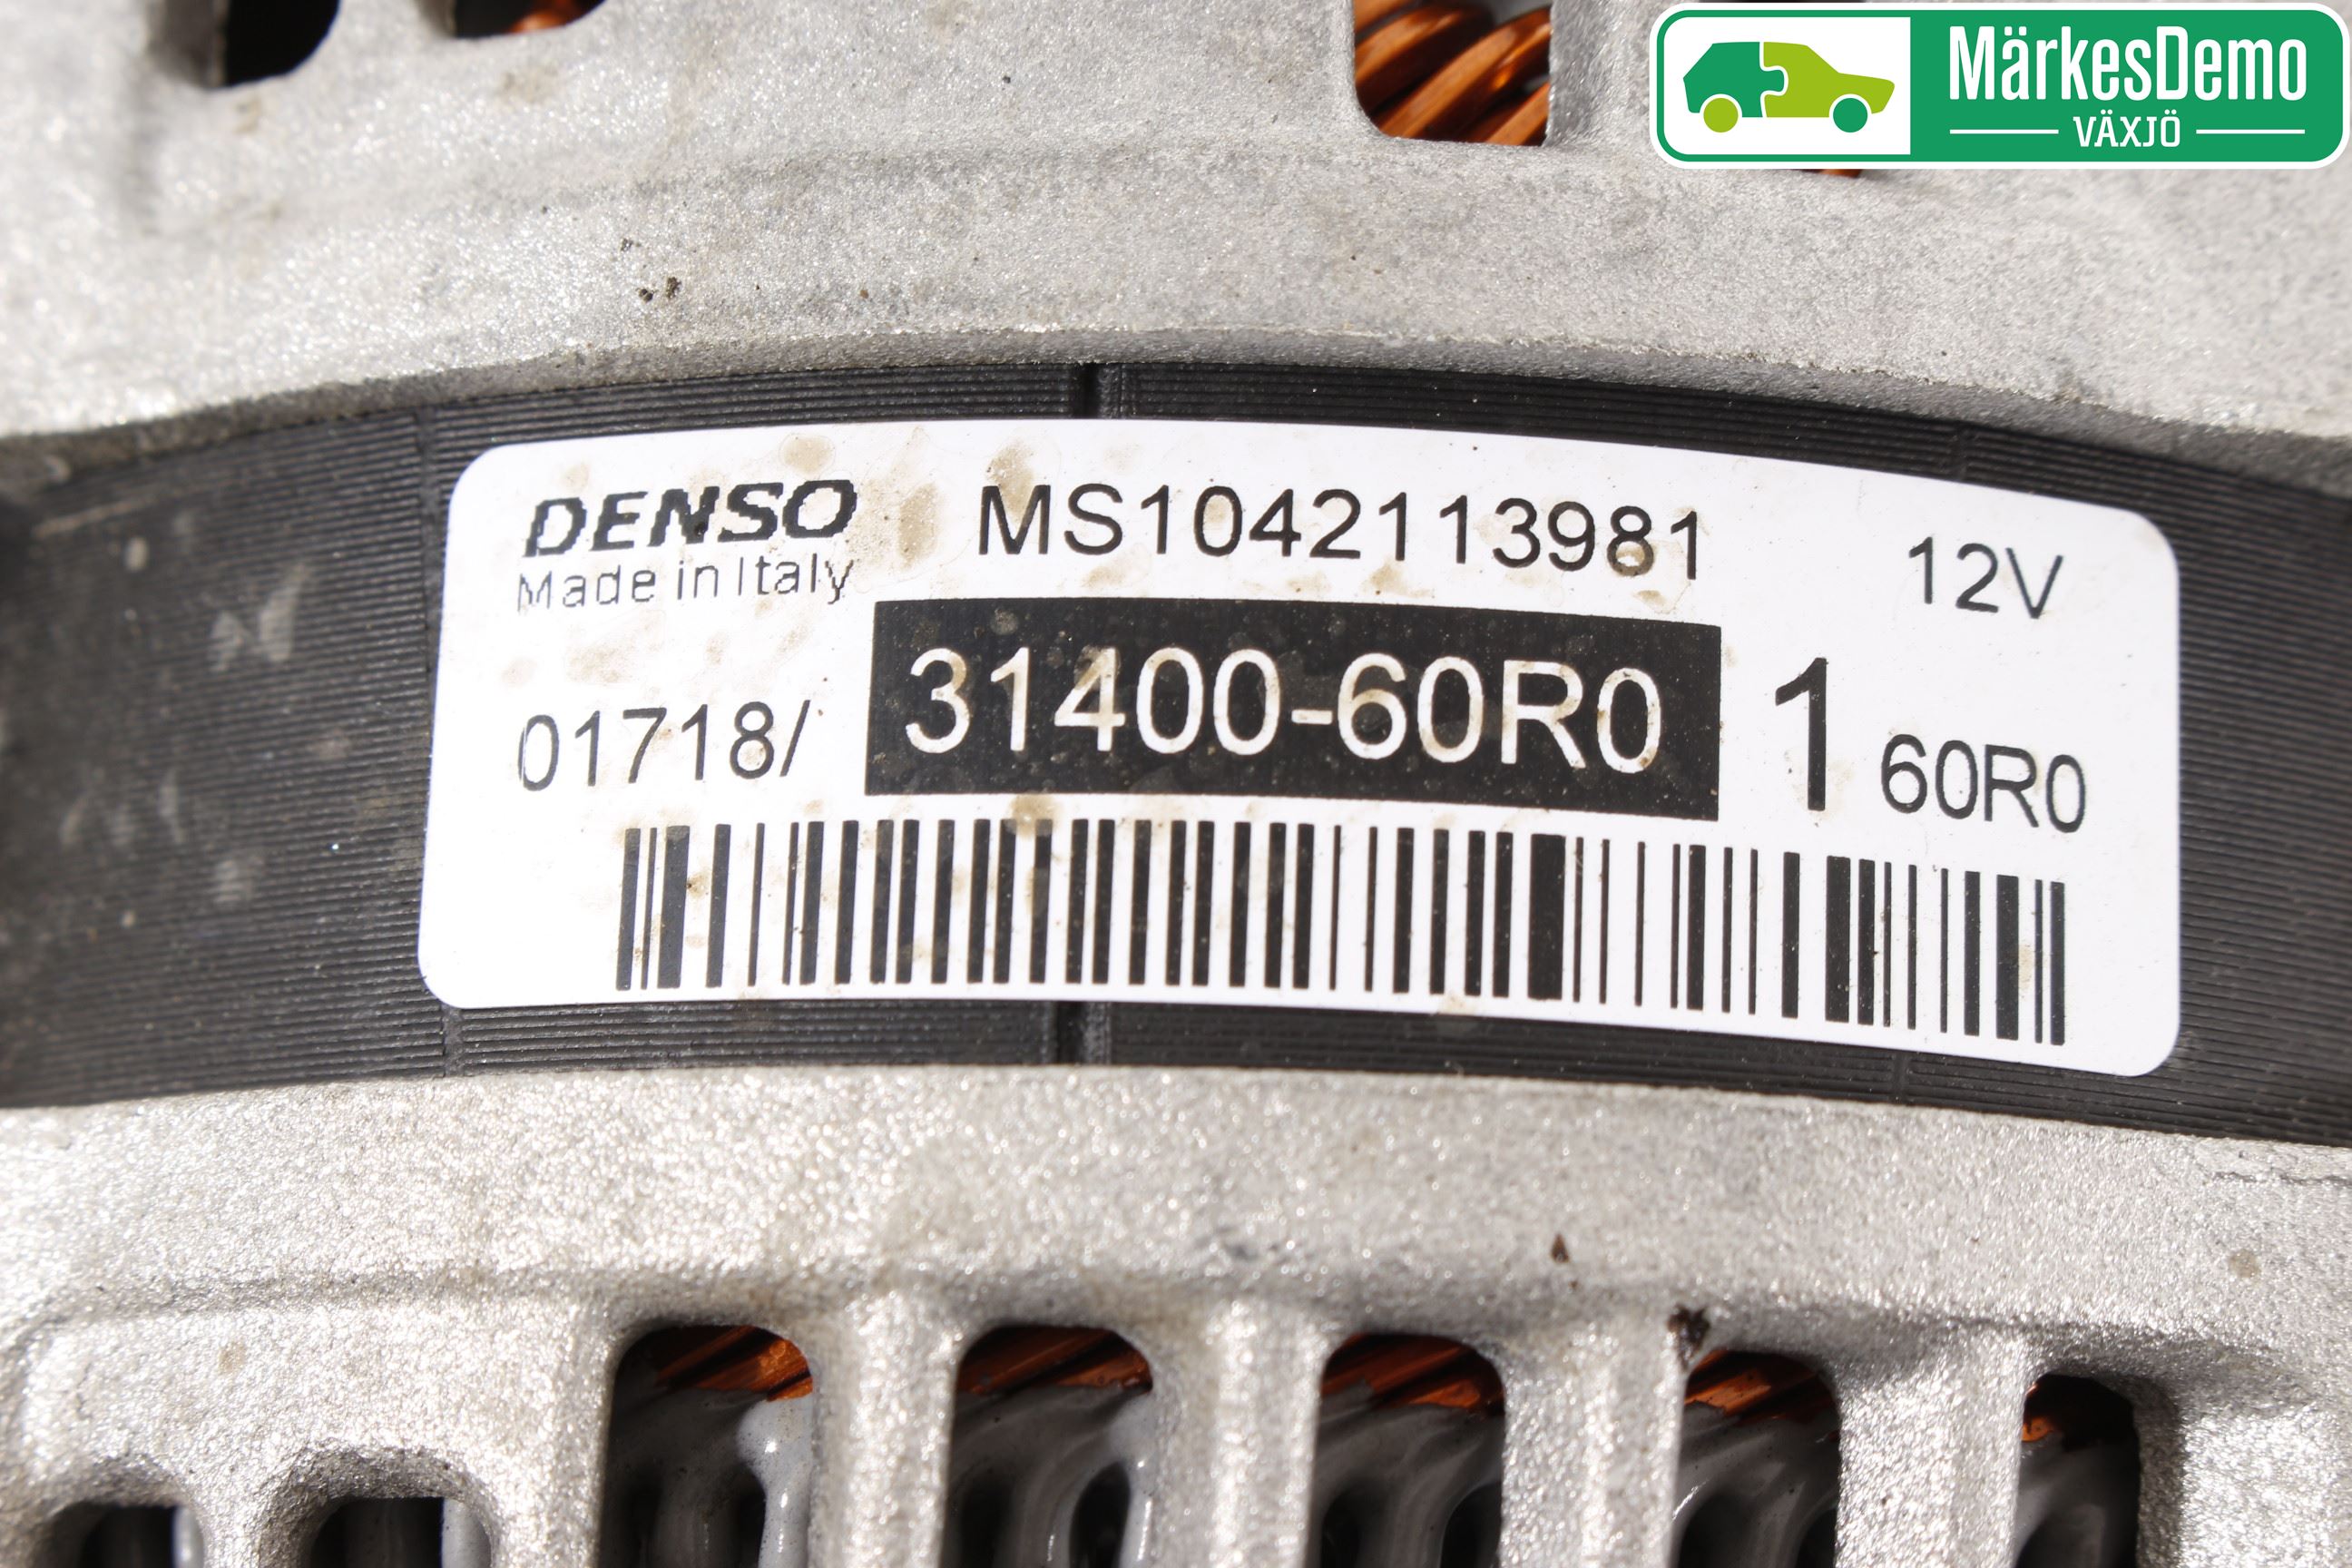 MärkesDemo
VÄXJÖ
DENSO MS1042113981 12V
Made in Italy
01718/ 31400-60R0 1 60R0